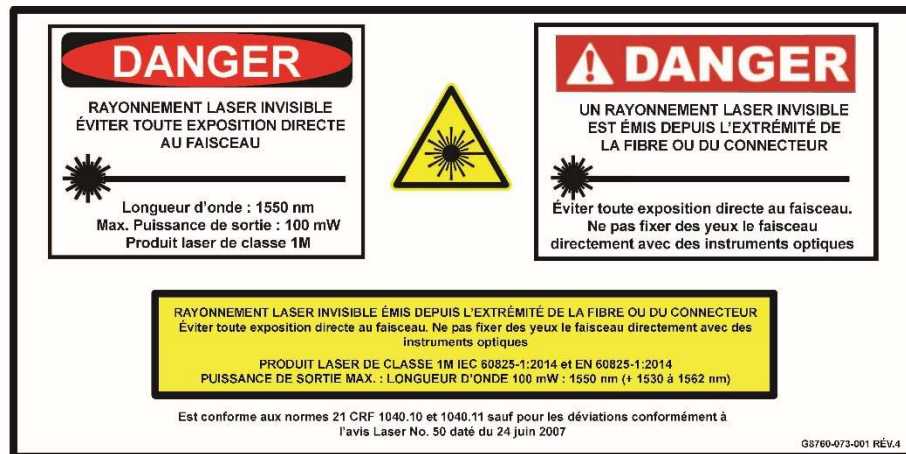 DANGER
RAYONNEMENT LASER INVISIBLE
ÉVITER TOUTE EXPOSITION DIRECTE
AU FAISCEAU
Longueur d'onde : 1550 nm
Max. Puissance de sortie : 100 mW
Produit laser de classe 1M
DANGER
UN RAYONNEMENT LASER INVISIBLE
EST ÉMIS DEPUIS L'EXTRÉMITÉ DE
LA FIBRE OU DU CONNECTEUR
Éviter toute exposition directe au faisceau.
Ne pas fixer des yeux le faisceau
directement avec des instruments optiques
RAYONNEMENT LASER INVISIBLE ÉMIS DEPUIS L'EXTRÉMITÉ DE LA FIBRE OU DU CONNECTEUR
Éviter toute exposition directe au faisceau. Ne pas fixer des yeux le faisceau directement avec des
instruments optiques
PRODUIT LASER DE CLASSE 1M IEC 60825-1:2014 et EN 60825-1:2014
PUISSANCE DE SORTIE MAX. : LONGUEUR D'ONDE 100 mW : 1550 nm (+ 1530 à 1562 nm)
Est conforme aux normes 21 CRF 1040.10 et 1040.11 sauf pour les déviations conformément à
l'avis Laser No. 50 daté du 24 juin 2007
G8760-073-001 RÉV.4